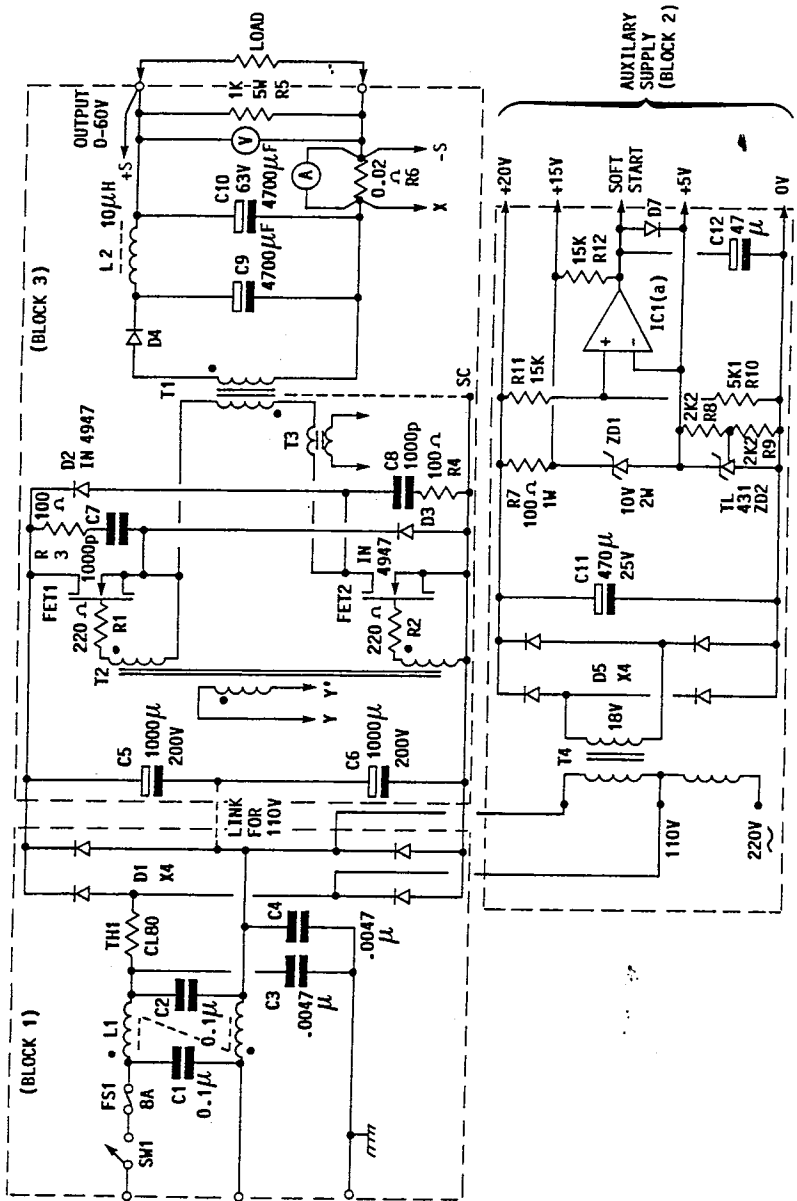 (BLOCK 1)
SW1
FS1
8A
C1
0.1μ
L1
C2
0.1μ
TH1
CL80
D1
X4
C3
.0047
μ
C4
.0047
μ
LINK
FOR
110V
(BLOCK 3)
C5
1000μ
200V
C6
1000μ
200V
Y
Y'
T2
220Ω
R1
FET1
220Ω
R2
FET2
R
3
100
Ω
C7
1000p
D2
IN 4947
IN
4947
D3
C8
1000p
100Ω
R4
T3
T1
SC
D4
L2
10μH
C9
4700μF
C10
63V
4700μF
+S
OUTPUT
0-60V
V
1K
5W
R5
LOAD
A
0.02
Ω
R6
X
-S
220V
~
110V
T4
18V
D5
X4
C11
470μ
25V
R7
100Ω
1W
ZD1
10V
2W
TL
431
ZD2
2K2
R8
2K2
R9
R11
15K
5K1
R10
+
-
IC1(a)
15K
R12
D7
C12
47
μ
+20V
+15V
SOFT
START
+5V
0V
AUXILARY
SUPPLY
(BLOCK 2)